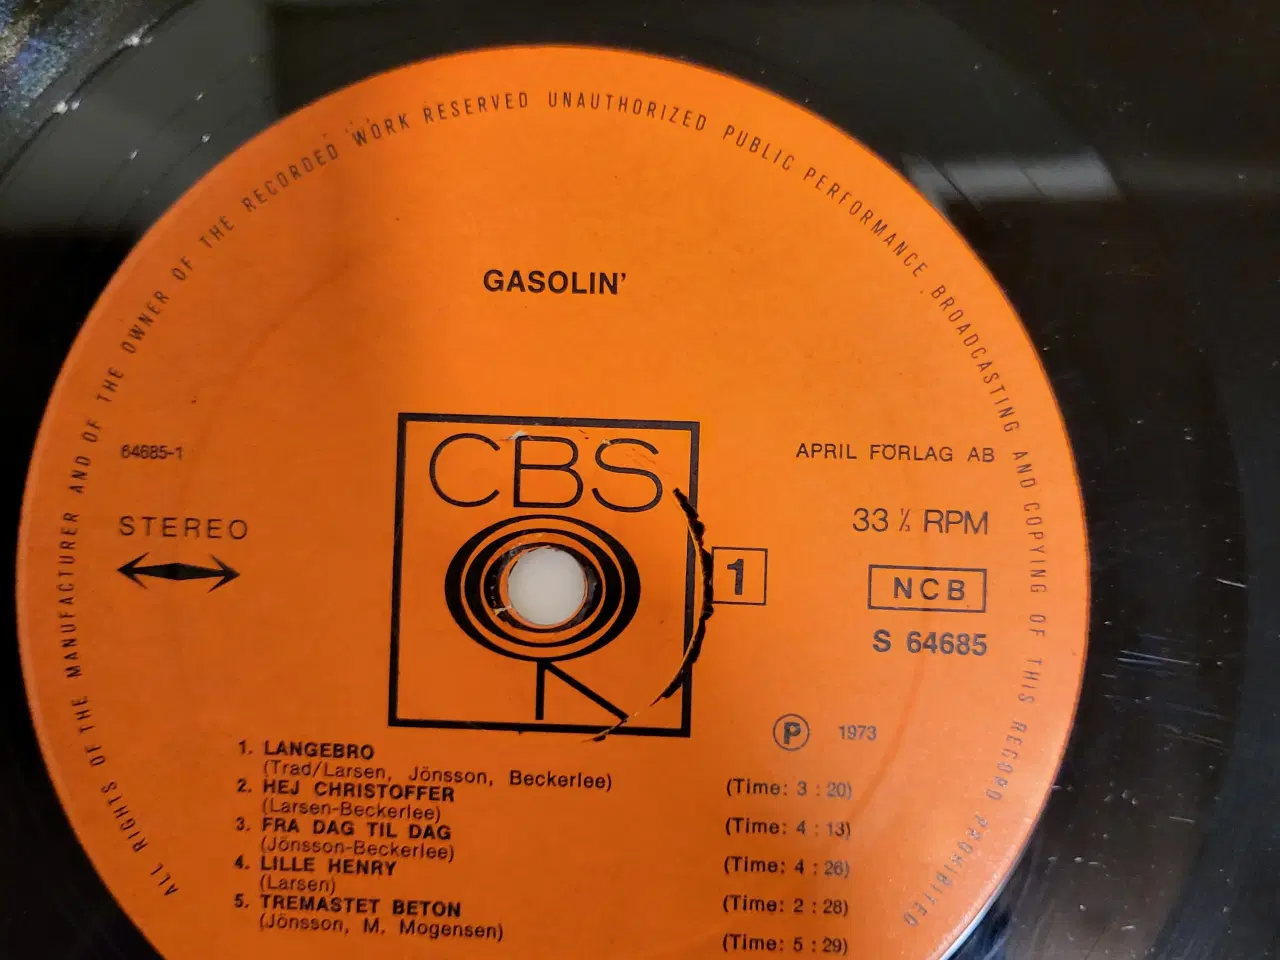 ALL RIGHTS OF THE MANUFACTURER AND OF THE OWNER OF THE RECORDED WORK RESERVED UNAUTHORIZED PUBLIC PERFORMANCE BROADCASTING AND COPYING OF THIS RECORD PROHIBITED
GASOLIN'
CBS
64685-1
STEREO
1
APRIL FÖRLAG AB
33 ⅓ RPM
NCB
S 64685
Ⓟ 1973
1. LANGEBRO
(Trad/Larsen, Jönsson, Beckerlee) (Time: 3 : 20)
2. HEJ CHRISTOFFER
(Larsen-Beckerlee) (Time: 4 : 13)
3. FRA DAG TIL DAG
(Jönsson-Beckerlee) (Time: 4 : 26)
4. LILLE HENRY
(Larsen) (Time: 2 : 28)
5. TREMASTET BETON
(Jönsson, M. Mogensen) (Time: 5 : 29)